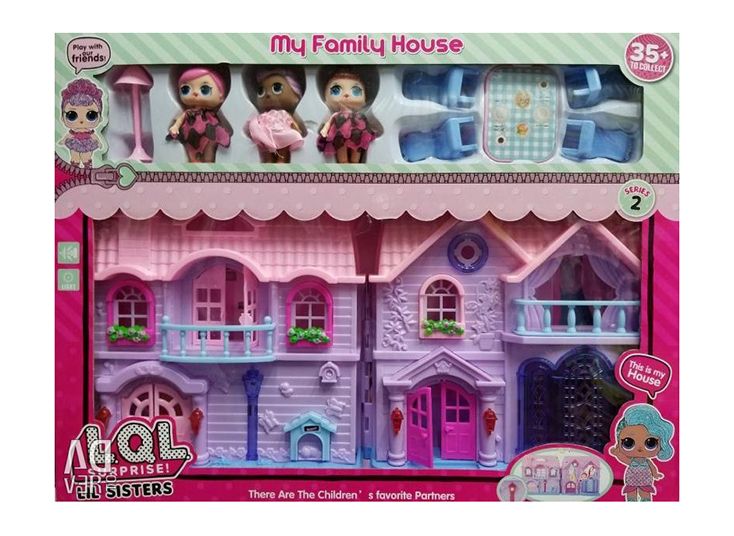 My Family House
Play with
our
friends!
35+
TO COLLECT
SERIES
2
LIGHT
This is my
House
L.Q.L
SURPRISE!
LIL SISTERS
There Are The Children' s favorite Partners